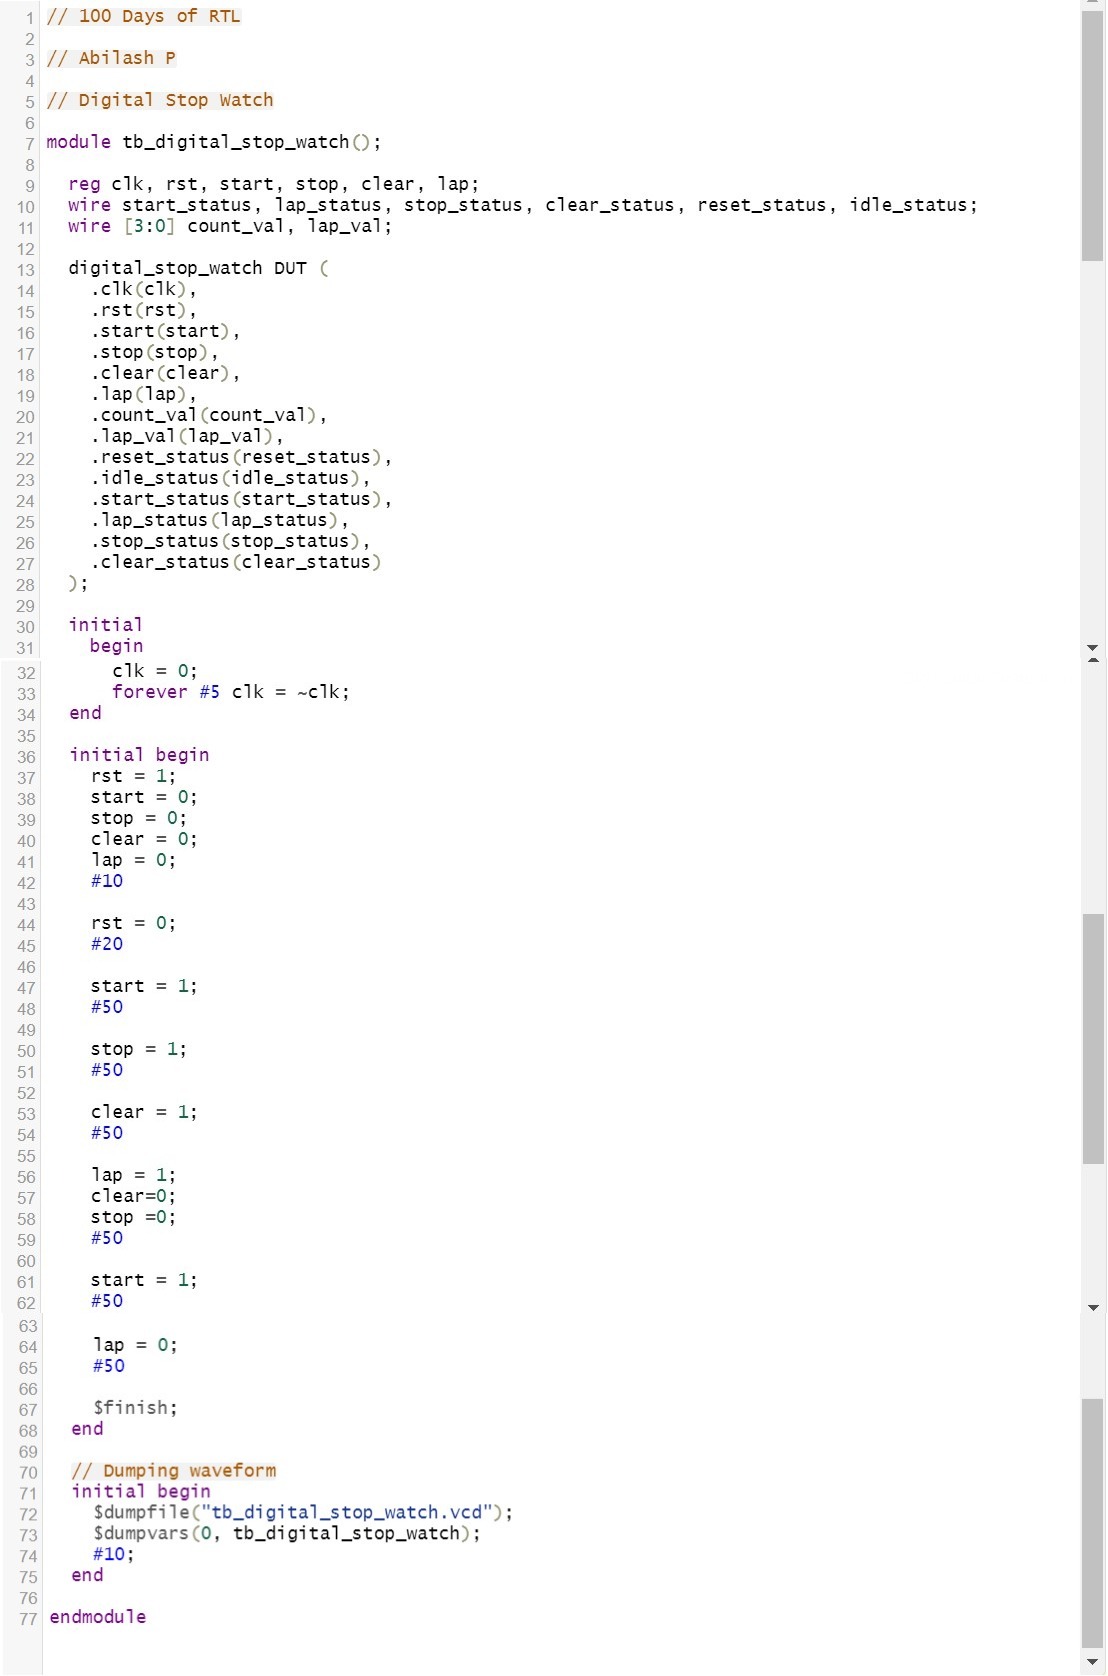 1 // 100 Days of RTL
2
3 // Abilash P
4
5 // Digital Stop Watch
6
7 module tb_digital_stop_watch();
8
9 reg clk, rst, start, stop, clear, lap;
10 wire start_status, lap_status, stop_status, clear_status, reset_status, idle_status;
11 wire [3:0] count_val, lap_val;
12
13 digital_stop_watch DUT (
14 .clk(clk),
15 .rst(rst),
16 .start(start),
17 .stop(stop),
18 .clear(clear),
19 .lap(lap),
20 .count_val(count_val),
21 .lap_val(lap_val),
22 .reset_status(reset_status),
23 .idle_status(idle_status),
24 .start_status(start_status),
25 .lap_status(lap_status),
26 .stop_status(stop_status),
27 .clear_status(clear_status)
28 );
29
30 initial
31 begin
32 clk = 0;
33 forever #5 clk = ~clk;
34 end
35
36 initial begin
37 rst = 1;
38 start = 0;
39 stop = 0;
40 clear = 0;
41 lap = 0;
42 #10
43
44 rst = 0;
45 #20
46
47 start = 1;
48 #50
49
50 stop = 1;
51 #50
52
53 clear = 1;
54 #50
55
56 lap = 1;
57 clear=0;
58 stop =0;
59 #50
60
61 start = 1;
62 #50
63
64 lap = 0;
65 #50
66
67 $finish;
68 end
69
70 // Dumping waveform
71 initial begin
72 $dumpfile("tb_digital_stop_watch.vcd");
73 $dumpvars(0, tb_digital_stop_watch);
74 #10;
75 end
76
77 endmodule